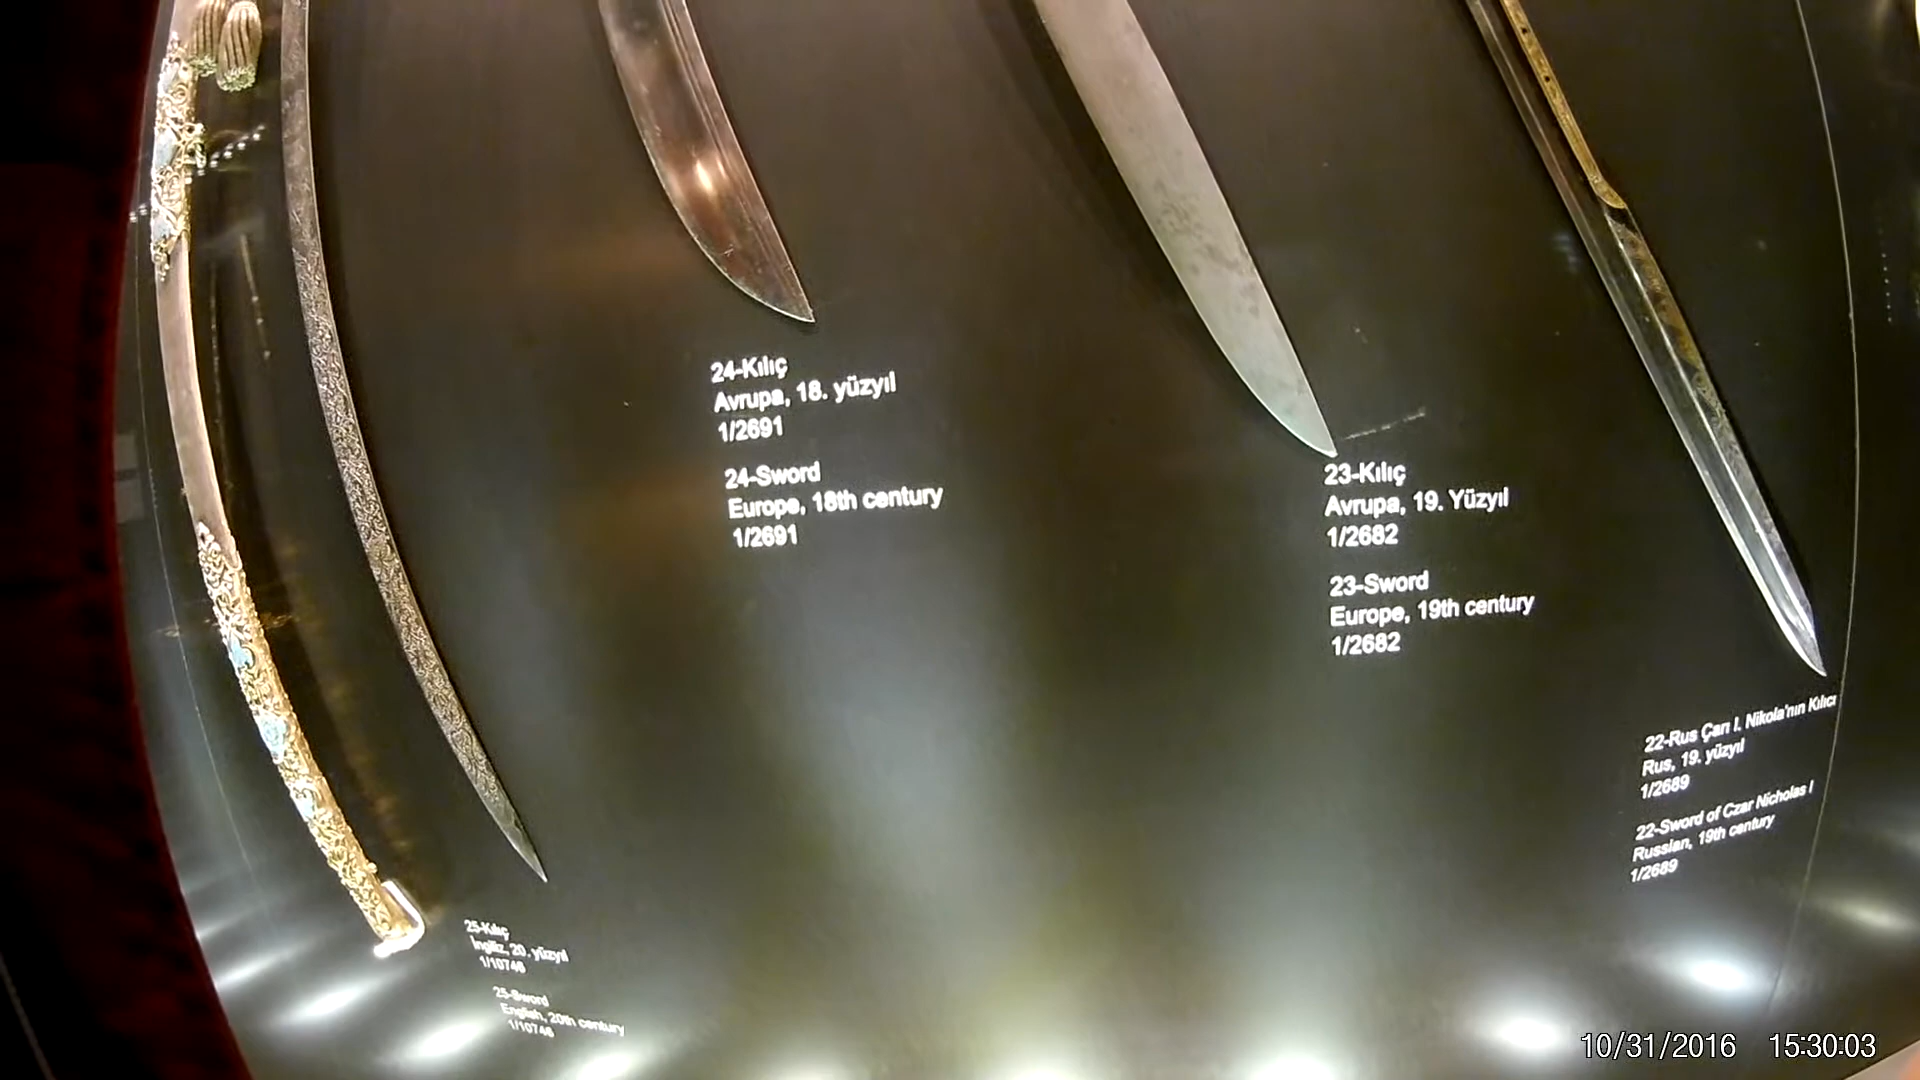 24-Kılıç
Avrupa, 18. yüzyıl
1/2691
24-Sword
Europe, 18th century
1/2691
23-Kılıç
Avrupa, 19. Yüzyıl
1/2682
23-Sword
Europe, 19th century
1/2682
22-Rus Çarı I. Nikola'nın Kılıcı
Rus, 19. yüzyıl
1/2689
22-Sword of Czar Nicholas I
Russian, 19th century
1/2689
25-Kılıç
İngiliz, 20. yüzyıl
1/10746
25-Sword
English, 20th century
1/10746
10/31/2016 15:30:03